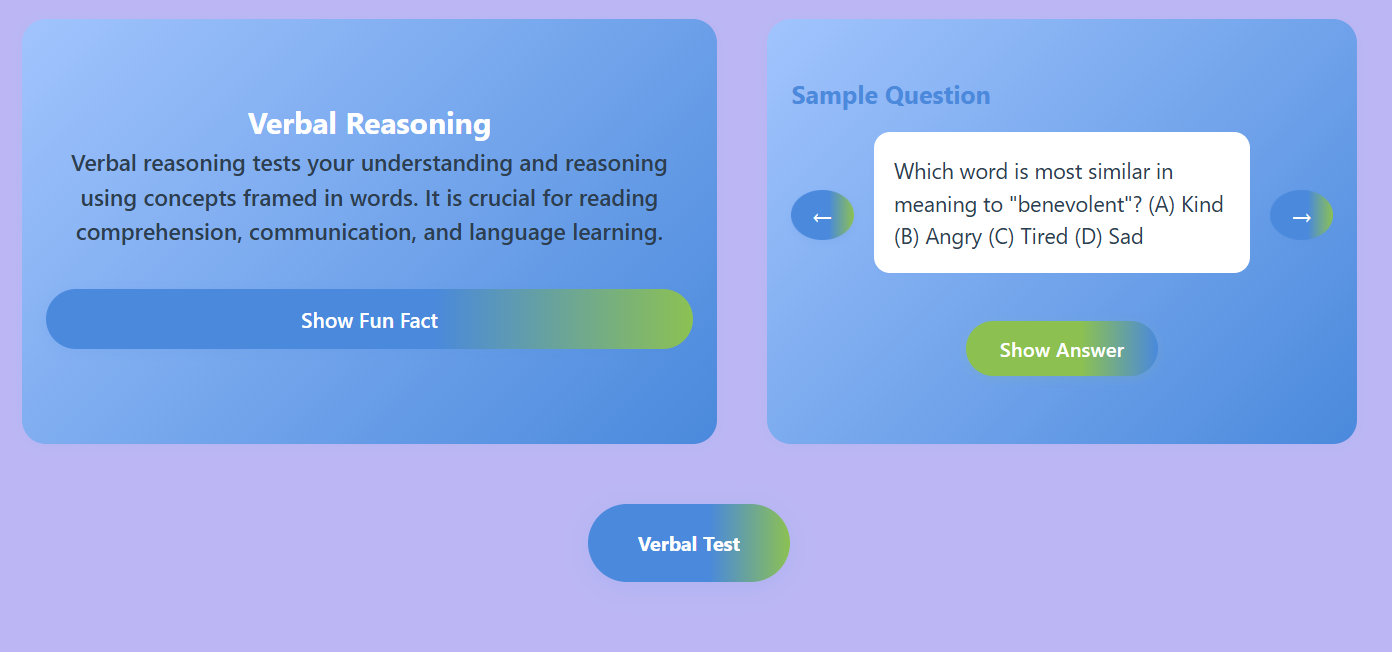 Verbal Reasoning
Verbal reasoning tests your understanding and reasoning
using concepts framed in words. It is crucial for reading
comprehension, communication, and language learning.
Show Fun Fact
Sample Question
←
Which word is most similar in
meaning to "benevolent"? (A) Kind
(B) Angry (C) Tired (D) Sad
→
Show Answer
Verbal Test